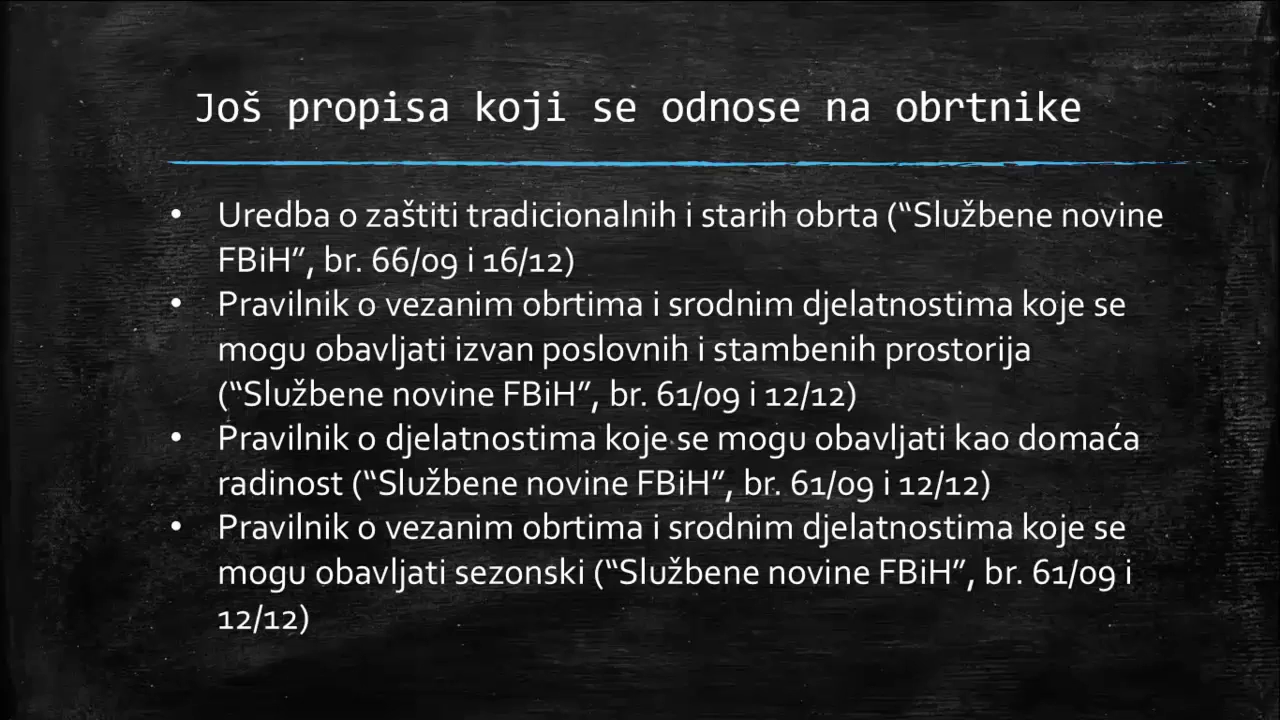 Još propisa koji se odnose na obrtnike
• Uredba o zaštiti tradicionalnih i starih obrta (“Službene novine
FBiH”, br. 66/09 i 16/12)
• Pravilnik o vezanim obrtima i srodnim djelatnostima koje se
mogu obavljati izvan poslovnih i stambenih prostorija
(“Službene novine FBiH”, br. 61/09 i 12/12)
• Pravilnik o djelatnostima koje se mogu obavljati kao domaća
radinost (“Službene novine FBiH”, br. 61/09 i 12/12)
• Pravilnik o vezanim obrtima i srodnim djelatnostima koje se
mogu obavljati sezonski (“Službene novine FBiH”, br. 61/09 i
12/12)